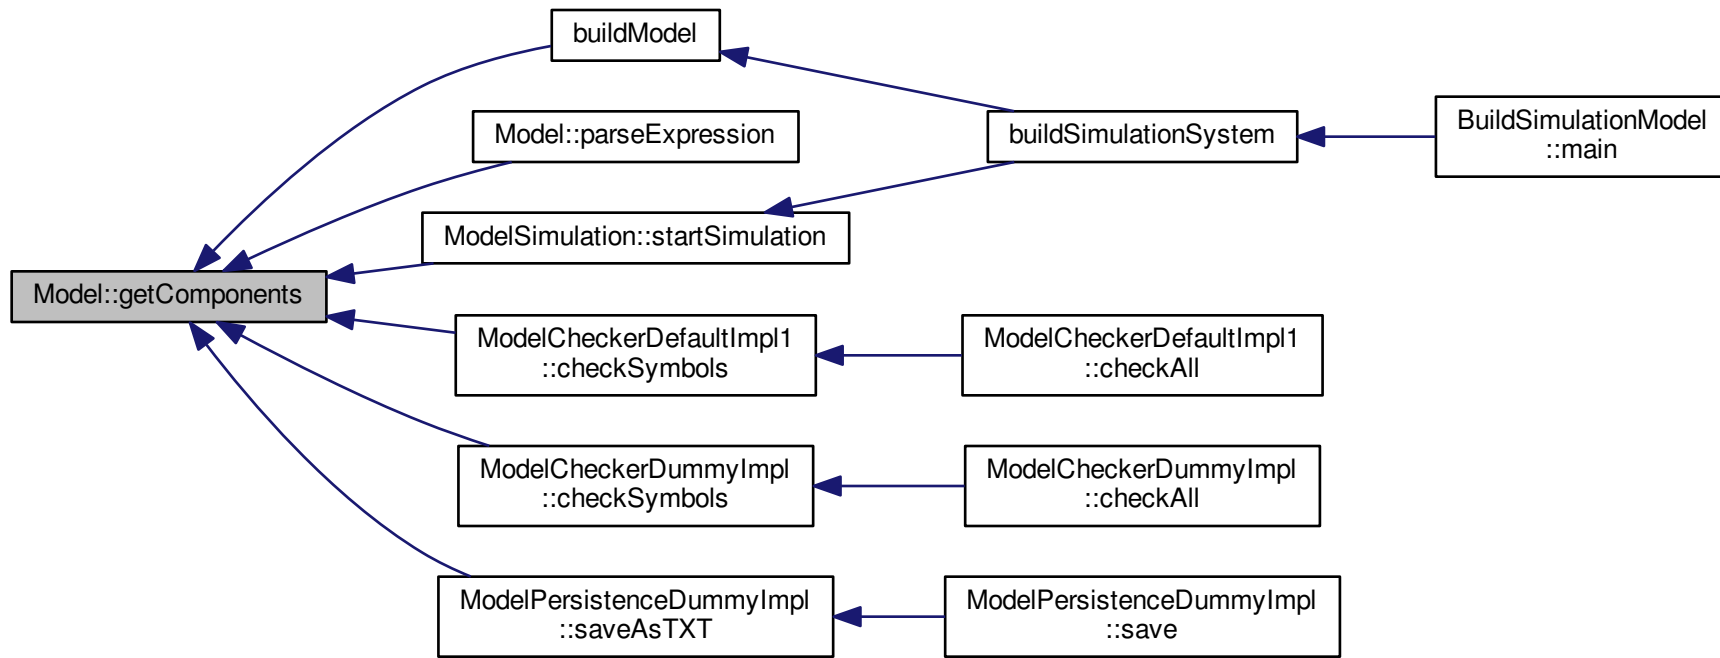 buildModel
Model::parseExpression
buildSimulationSystem
BuildSimulationModel
::main
ModelSimulation::startSimulation
Model::getComponents
ModelCheckerDefaultImpl1
::checkSymbols
ModelCheckerDefaultImpl1
::checkAll
ModelCheckerDummyImpl
::checkSymbols
ModelCheckerDummyImpl
::checkAll
ModelPersistenceDummyImpl
::saveAsTXT
ModelPersistenceDummyImpl
::save